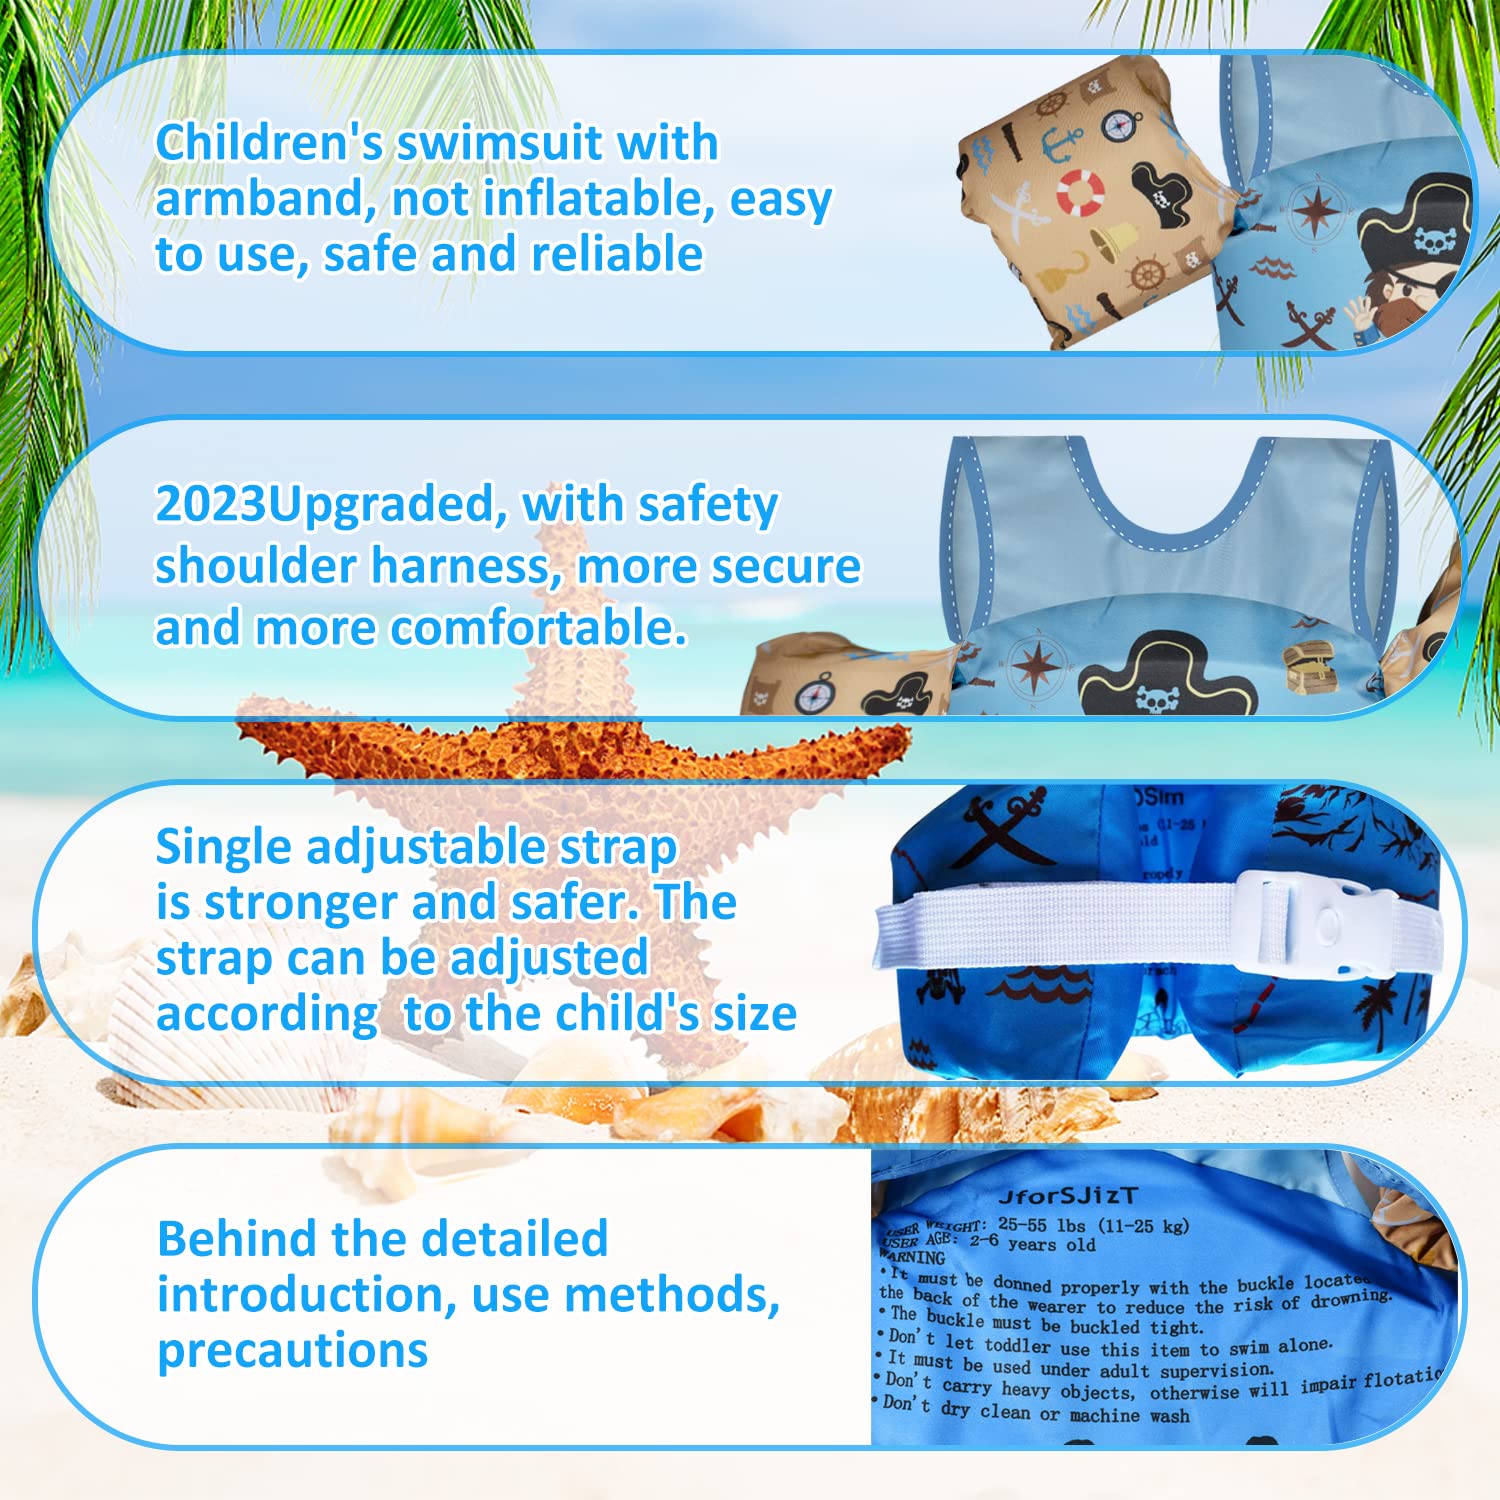 Children's swimsuit with
armband, not inflatable, easy
to use, safe and reliable
2023Upgraded, with safety
shoulder harness, more secure
and more comfortable.
Single adjustable strap
is stronger and safer. The
strap can be adjusted
according to the child's size
Behind the detailed
introduction, use methods,
precautions
JforSJizT
USER WEIGHT: 25-55 lbs (11-25 kg)
USER AGE: 2-6 years old
WARNING
•It must be donned properly with the buckle
the back of the wearer to reduce the risk of drowning.
•The buckle must be buckled tight.
•Don't let toddler use this item to swim alone.
•It must be used under adult supervision.
•Don't carry heavy objects, otherwise will impair
•Don't dry clean or machine wash